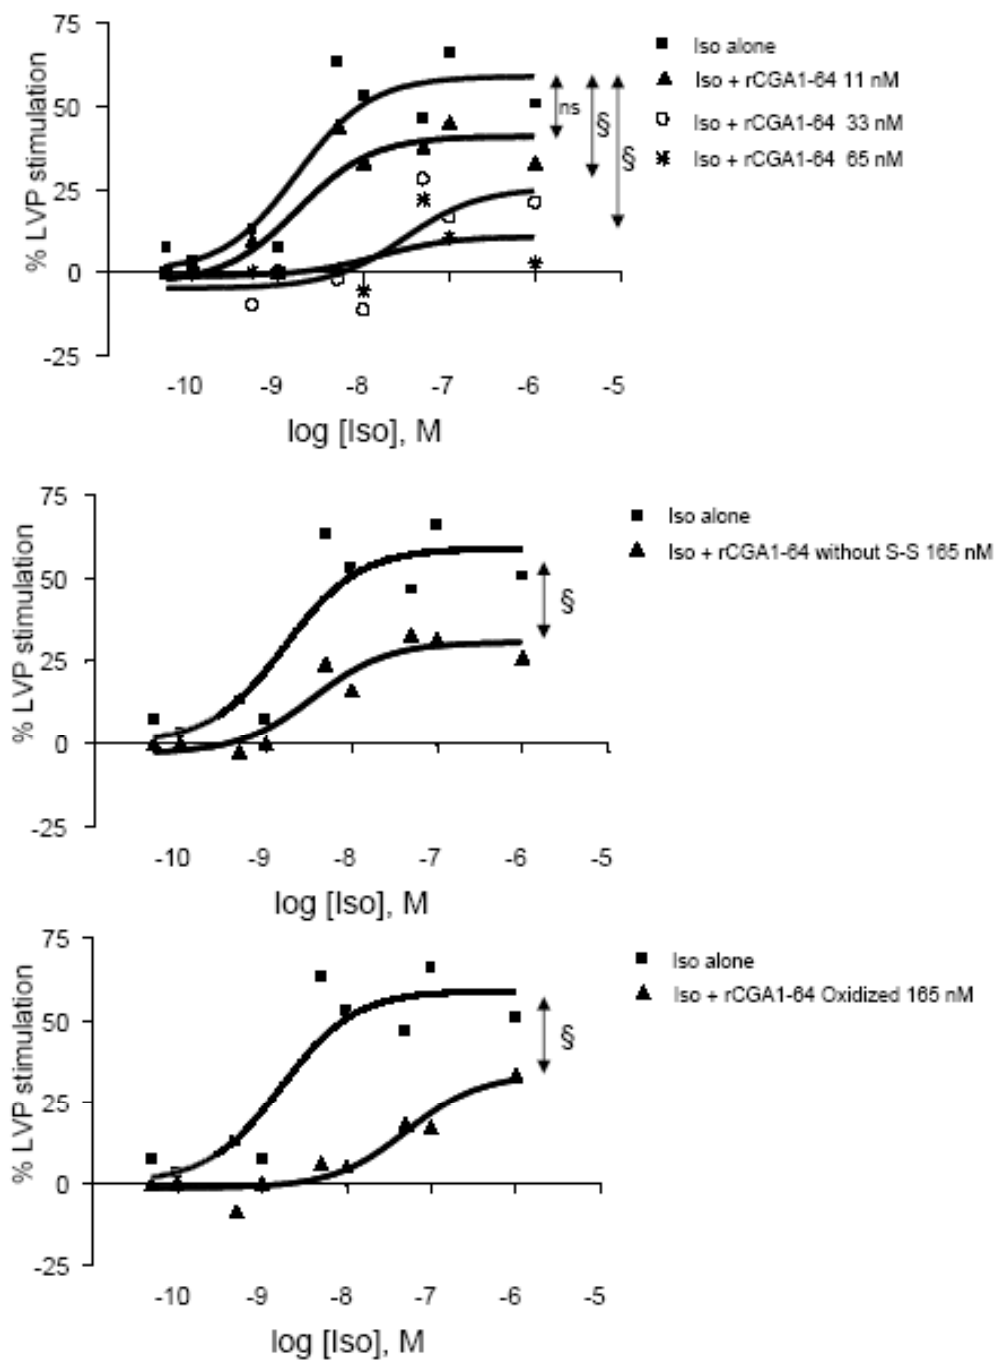 75
50
25
0
-25
% LVP stimulation
-10 -9 -8 -7 -6 -5
log [Iso], M
Iso alone
Iso + rCGA1-64 11 nM
Iso + rCGA1-64 33 nM
Iso + rCGA1-64 65 nM
ns
§
§
75
50
25
0
-25
% LVP stimulation
-10 -9 -8 -7 -6 -5
log [Iso], M
Iso alone
Iso + rCGA1-64 without S-S 165 nM
§
75
50
25
0
-25
% LVP stimulation
-10 -9 -8 -7 -6 -5
log [Iso], M
Iso alone
Iso + rCGA1-64 Oxidized 165 nM
§